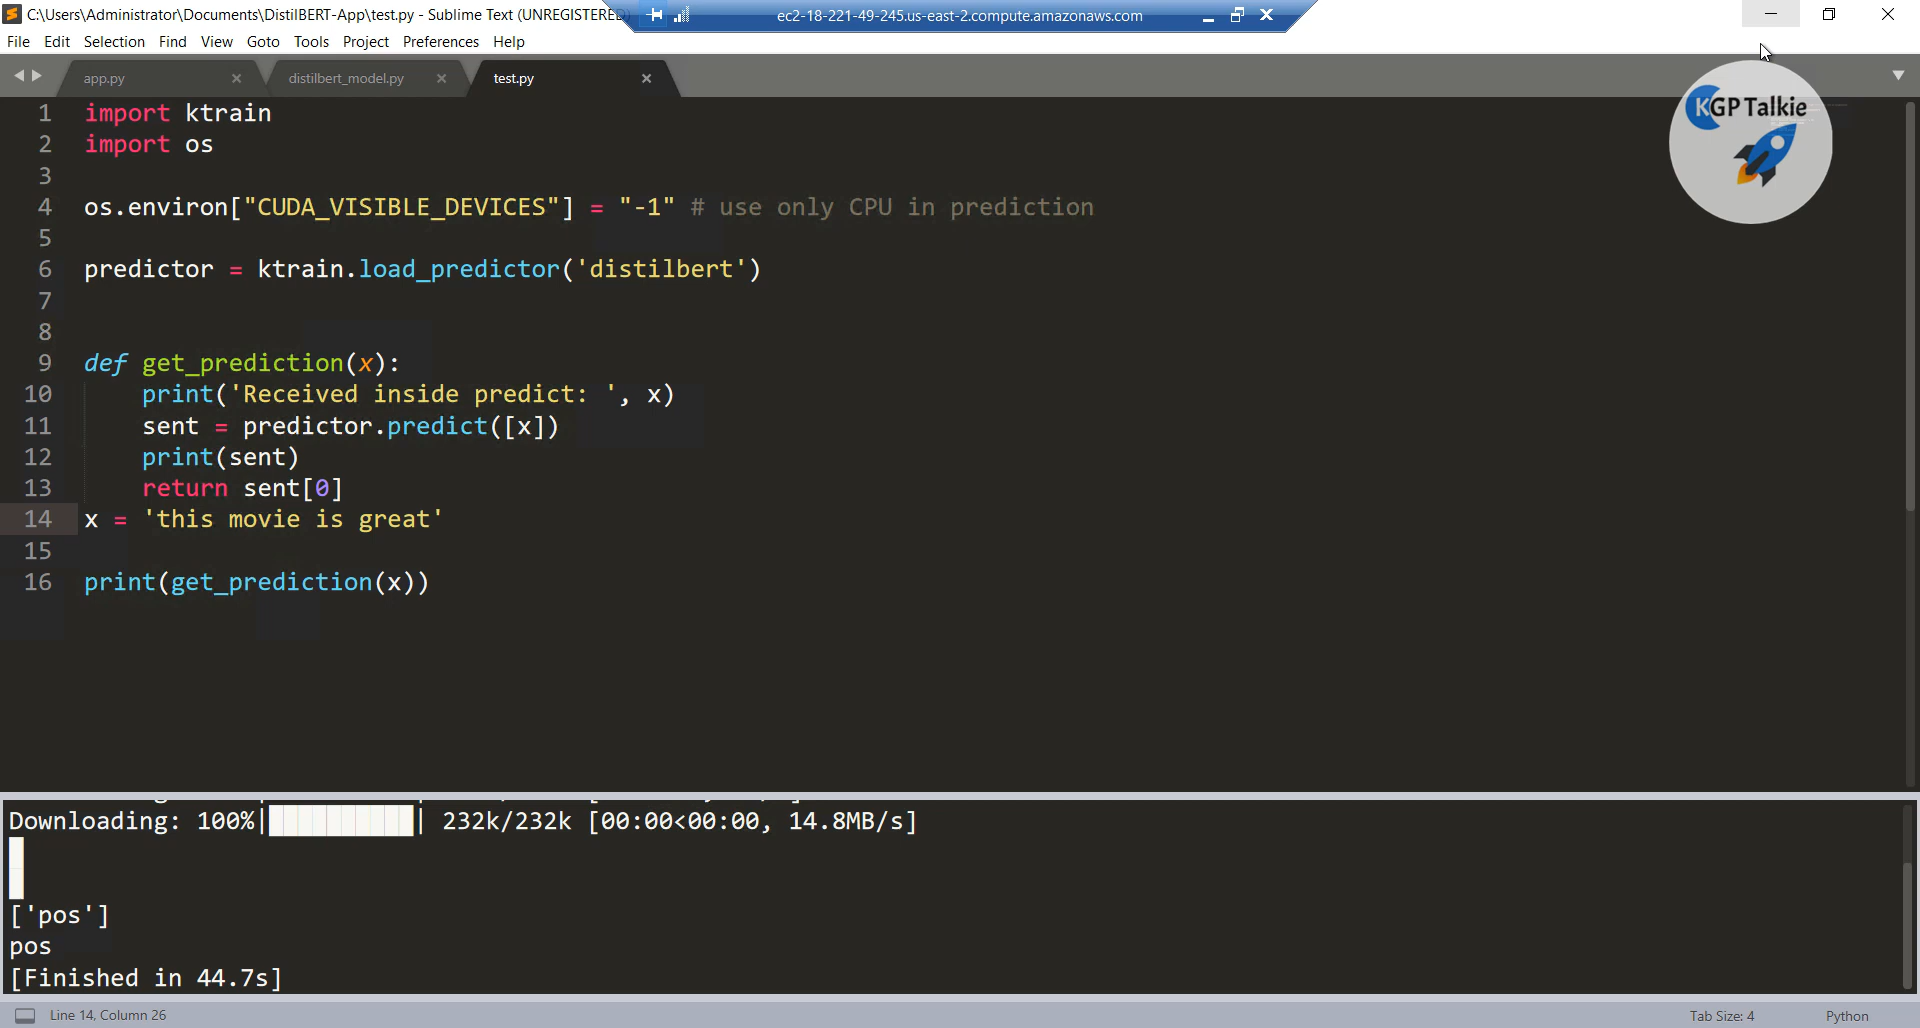 C:\Users\Administrator\Documents\DistilBERT-App\test.py - Sublime Text (UNREGISTERED)
ec2-18-221-49-245.us-east-2.compute.amazonaws.com
File Edit Selection Find View Goto Tools Project Preferences Help
app.py distilbert_model.py test.py
KGP Talkie
1 import ktrain
2 import os
3
4 os.environ["CUDA_VISIBLE_DEVICES"] = "-1" # use only CPU in prediction
5
6 predictor = ktrain.load_predictor('distilbert')
7
8
9 def get_prediction(x):
10     print('Received inside predict: ', x)
11     sent = predictor.predict([x])
12     print(sent)
13     return sent[0]
14 x = 'this movie is great'
15
16 print(get_prediction(x))
Downloading: 100%|██████████| 232k/232k [00:00<00:00, 14.8MB/s]
['pos']
pos
[Finished in 44.7s]
Line 14, Column 26
Tab Size: 4
Python